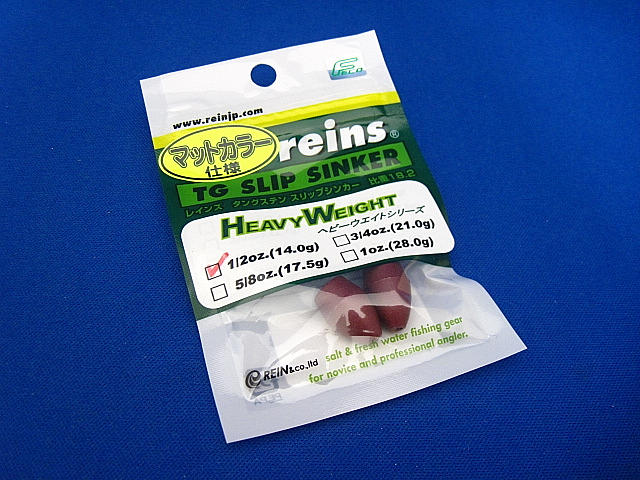 FELO
www.reinjp.com
マットカラー
仕様
reins®
TG SLIP SINKER
レインズ タングステン スリップシンカー 比重18.2
HEAVYWEIGHT
ヘビーウエイトシリーズ
1/2oz.(14.0g)
3/4oz.(21.0g)
5/8oz.(17.5g)
1oz.(28.0g)
REIN&co.,ltd
salt & fresh water fishing gear
for novice and professional angler.